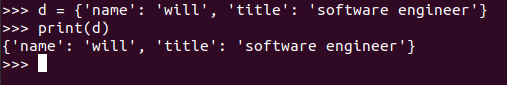 >>> d = {'name': 'will', 'title': 'software engineer'}
>>> print(d)
{'name': 'will', 'title': 'software engineer'}
>>>